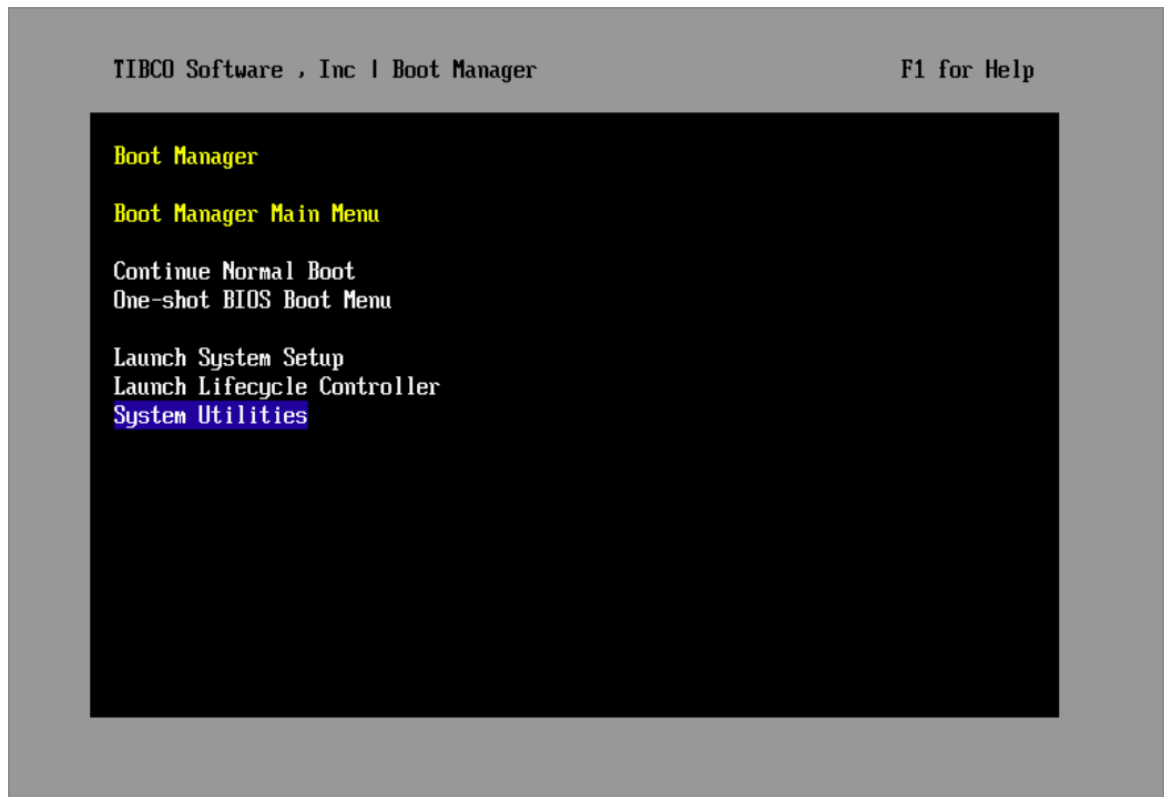 TIBCO Software , Inc | Boot Manager F1 for Help
Boot Manager
Boot Manager Main Menu
Continue Normal Boot
One-shot BIOS Boot Menu
Launch System Setup
Launch Lifecycle Controller
System Utilities